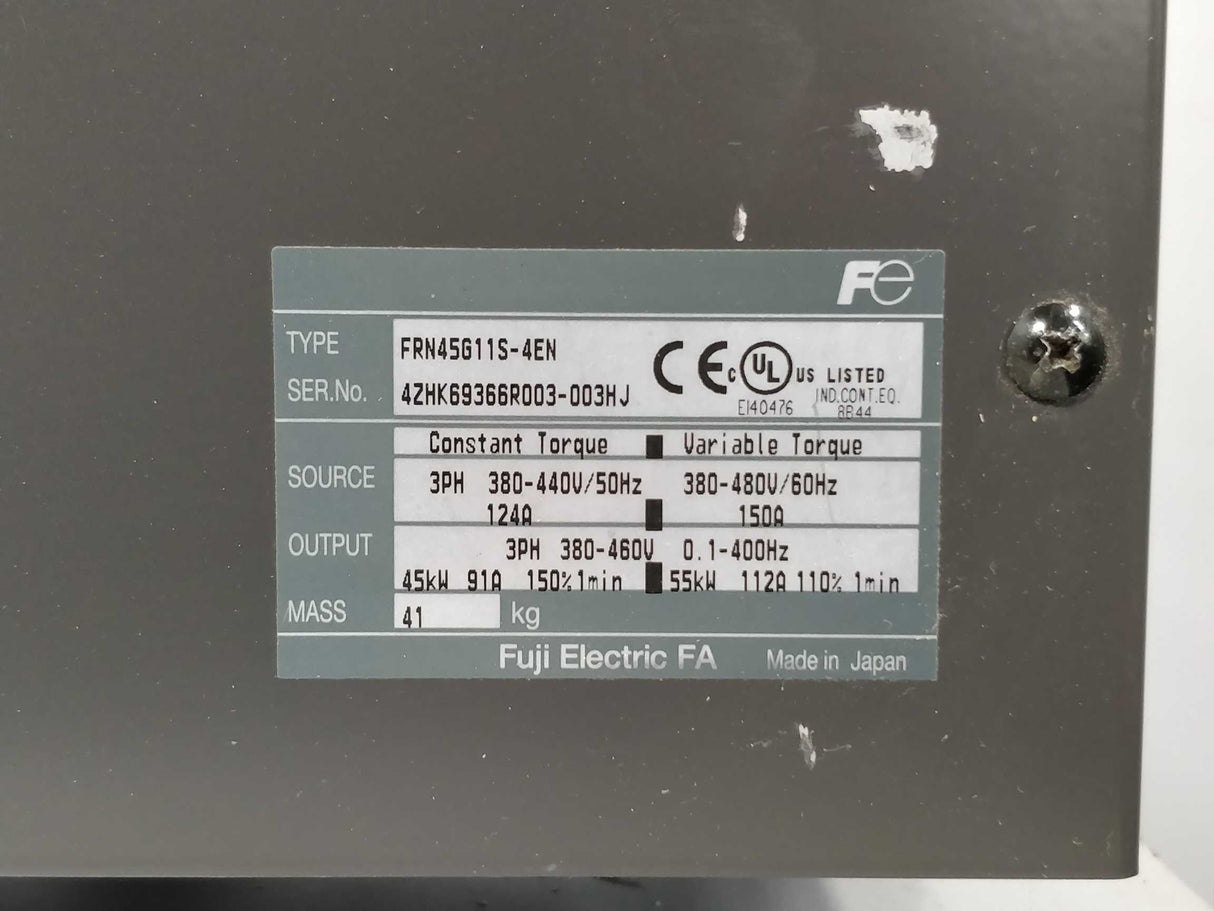 Fe
TYPE FRN45G11S-4EN
SER.No. 4ZHK69366R003-003HJ
CE c UL US LISTED
E140476 IND.CONT.EQ.
8B44
Constant Torque Variable Torque
SOURCE 3PH 380-440V/50Hz 380-480V/60Hz
124A 150A
OUTPUT 3PH 380-460V 0.1-400Hz
45kW 91A 150% 1min 55kW 112A 110% 1min
MASS 41 kg
Fuji Electric FA Made in Japan